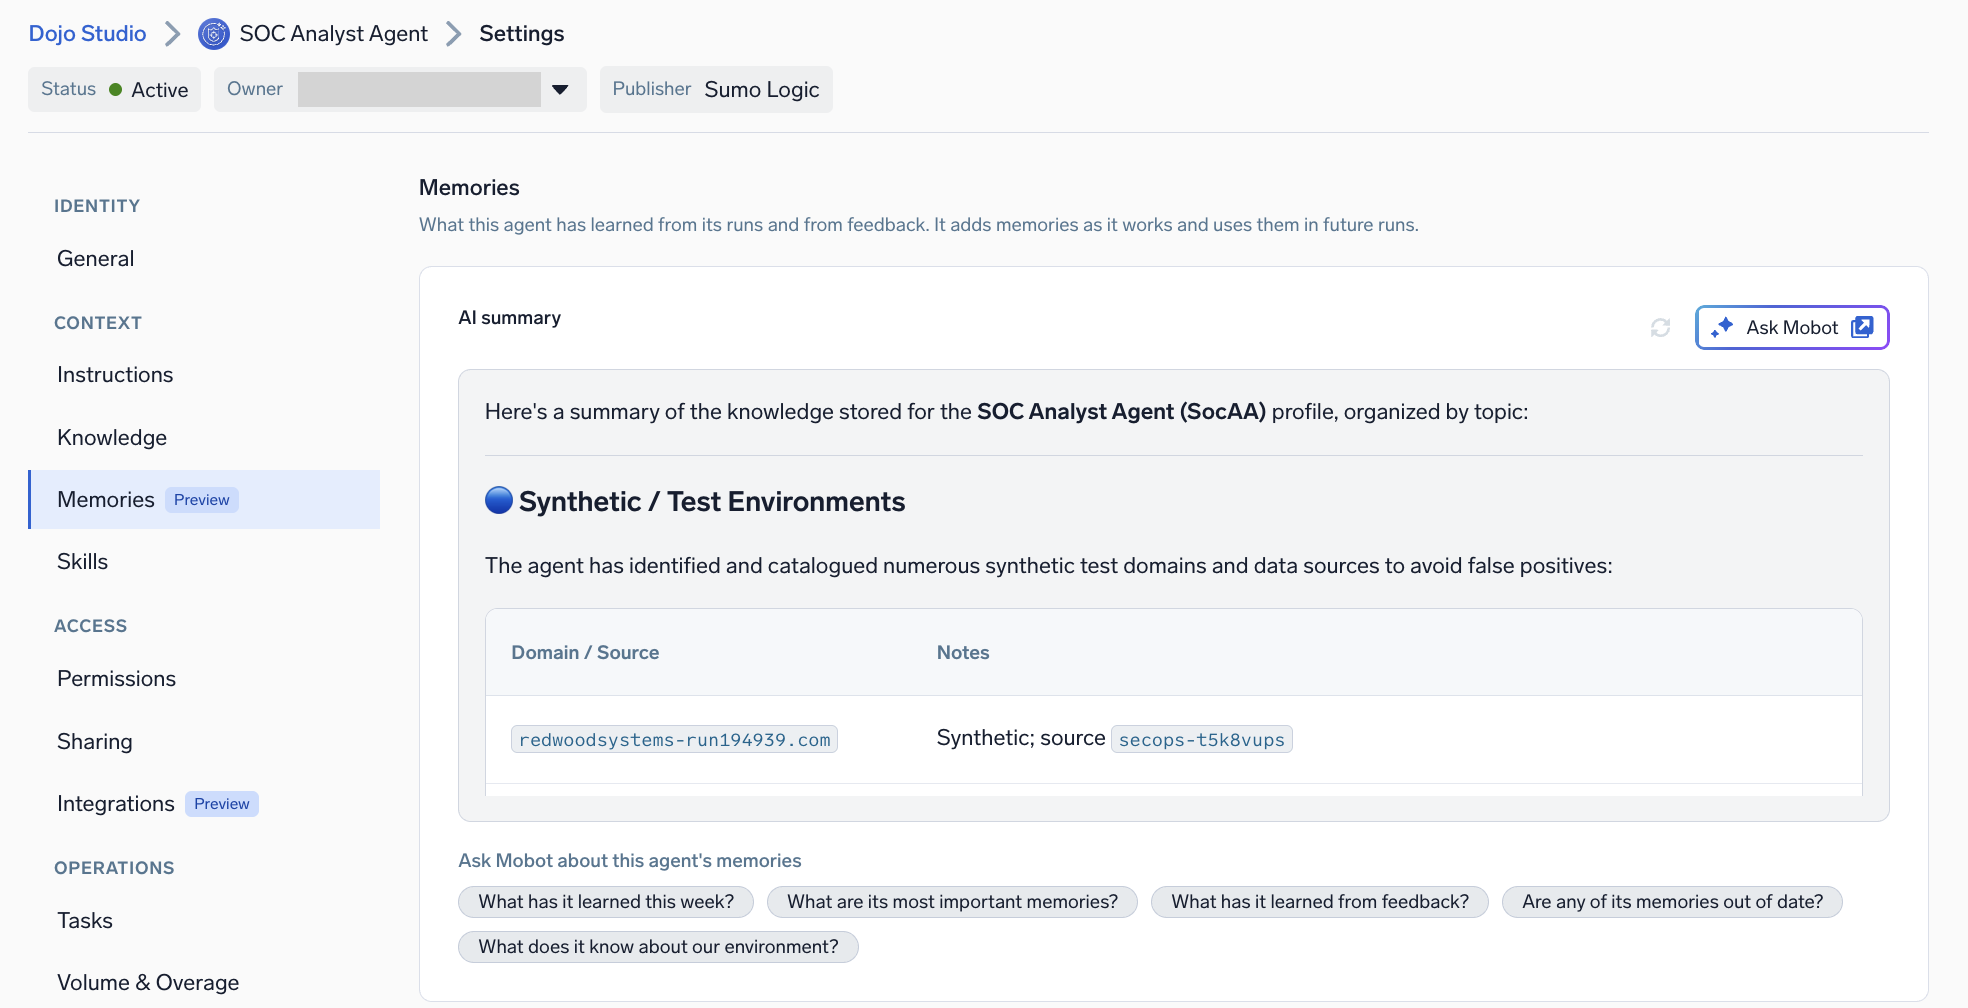 Dojo Studio SOC Analyst Agent Settings
Status Active Owner Publisher Sumo Logic
IDENTITY
General
CONTEXT
Instructions
Knowledge
Memories Preview
Skills
ACCESS
Permissions
Sharing
Integrations Preview
OPERATIONS
Tasks
Volume & Overage
Memories
What this agent has learned from its runs and from feedback. It adds memories as it works and uses them in future runs.
AI summary
Ask Mobot
Here's a summary of the knowledge stored for the SOC Analyst Agent (SocAA) profile, organized by topic:
Synthetic / Test Environments
The agent has identified and catalogued numerous synthetic test domains and data sources to avoid false positives:
Domain / Source Notes
redwoodsystems-run194939.com Synthetic; source secops-t5k8vups
Ask Mobot about this agent's memories
What has it learned this week? What are its most important memories? What has it learned from feedback? Are any of its memories out of date?
What does it know about our environment?